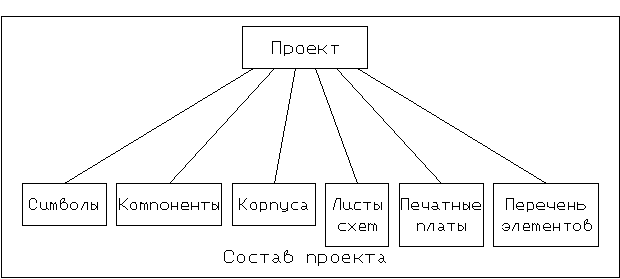 Проект
Символы
Компоненты
Корпуса
Листы
схем
Печатные
платы
Перечень
элементов
Состав проекта